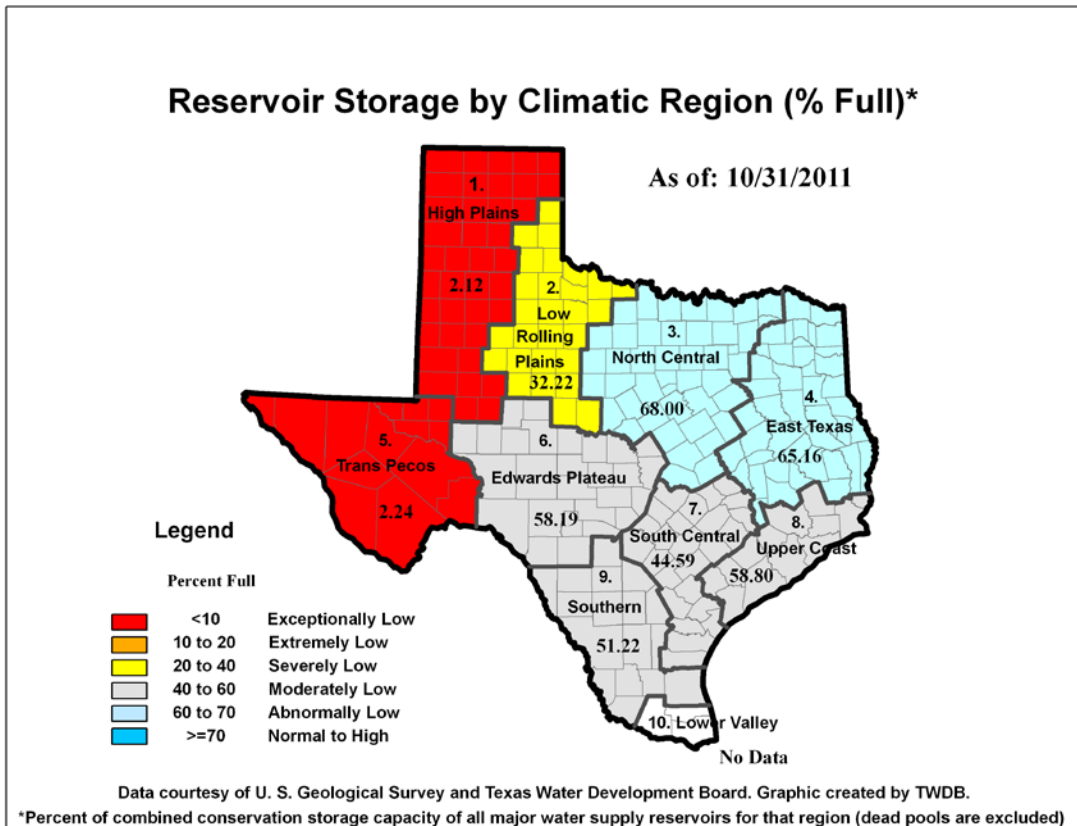 Reservoir Storage by Climatic Region (% Full)*
As of: 10/31/2011
1.
High Plains
2.12
2.
Low
Rolling
Plains
32.22
3.
North Central
68.00
4.
East Texas
65.16
5.
Trans Pecos
2.24
6.
Edwards Plateau
58.19
7.
South Central
44.59
8.
Upper Coast
58.80
9.
Southern
51.22
10. Lower Valley
No Data
Legend
Percent Full
<10 Exceptionally Low
10 to 20 Extremely Low
20 to 40 Severely Low
40 to 60 Moderately Low
60 to 70 Abnormally Low
>=70 Normal to High
Data courtesy of U. S. Geological Survey and Texas Water Development Board. Graphic created by TWDB.
*Percent of combined conservation storage capacity of all major water supply reservoirs for that region (dead pools are excluded)